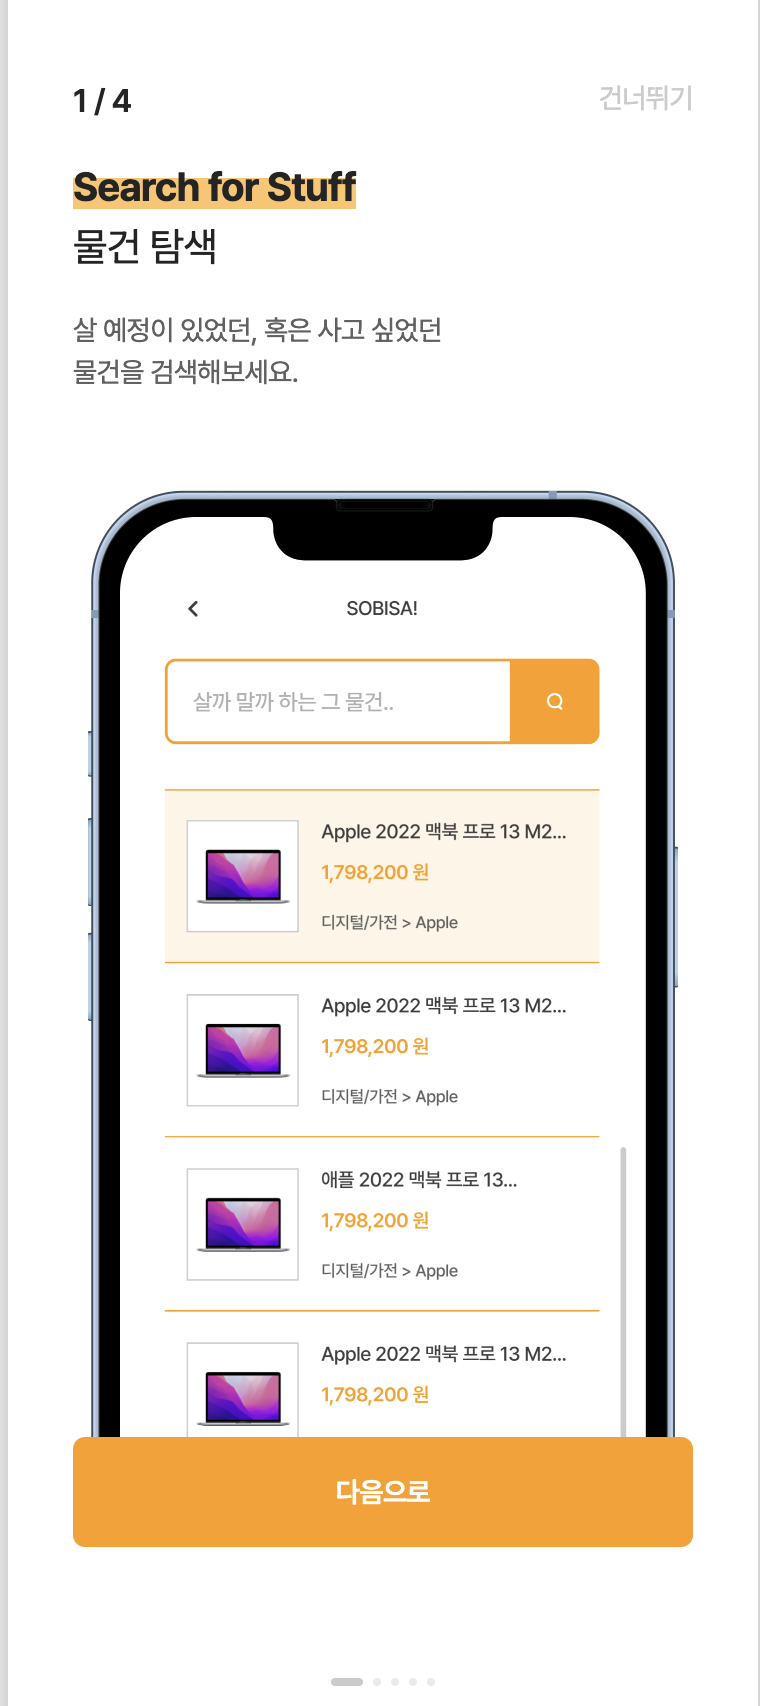 1 / 4
건너뛰기
Search for Stuff
물건 탐색
살 예정이 있었던, 혹은 사고 싶었던
물건을 검색해보세요.
SOBISA!
살까 말까 하는 그 물건..
Apple 2022 맥북 프로 13 M2...
1,798,200 원
디지털/가전 > Apple
Apple 2022 맥북 프로 13 M2...
1,798,200 원
디지털/가전 > Apple
애플 2022 맥북 프로 13...
1,798,200 원
디지털/가전 > Apple
Apple 2022 맥북 프로 13 M2...
1,798,200 원
다음으로